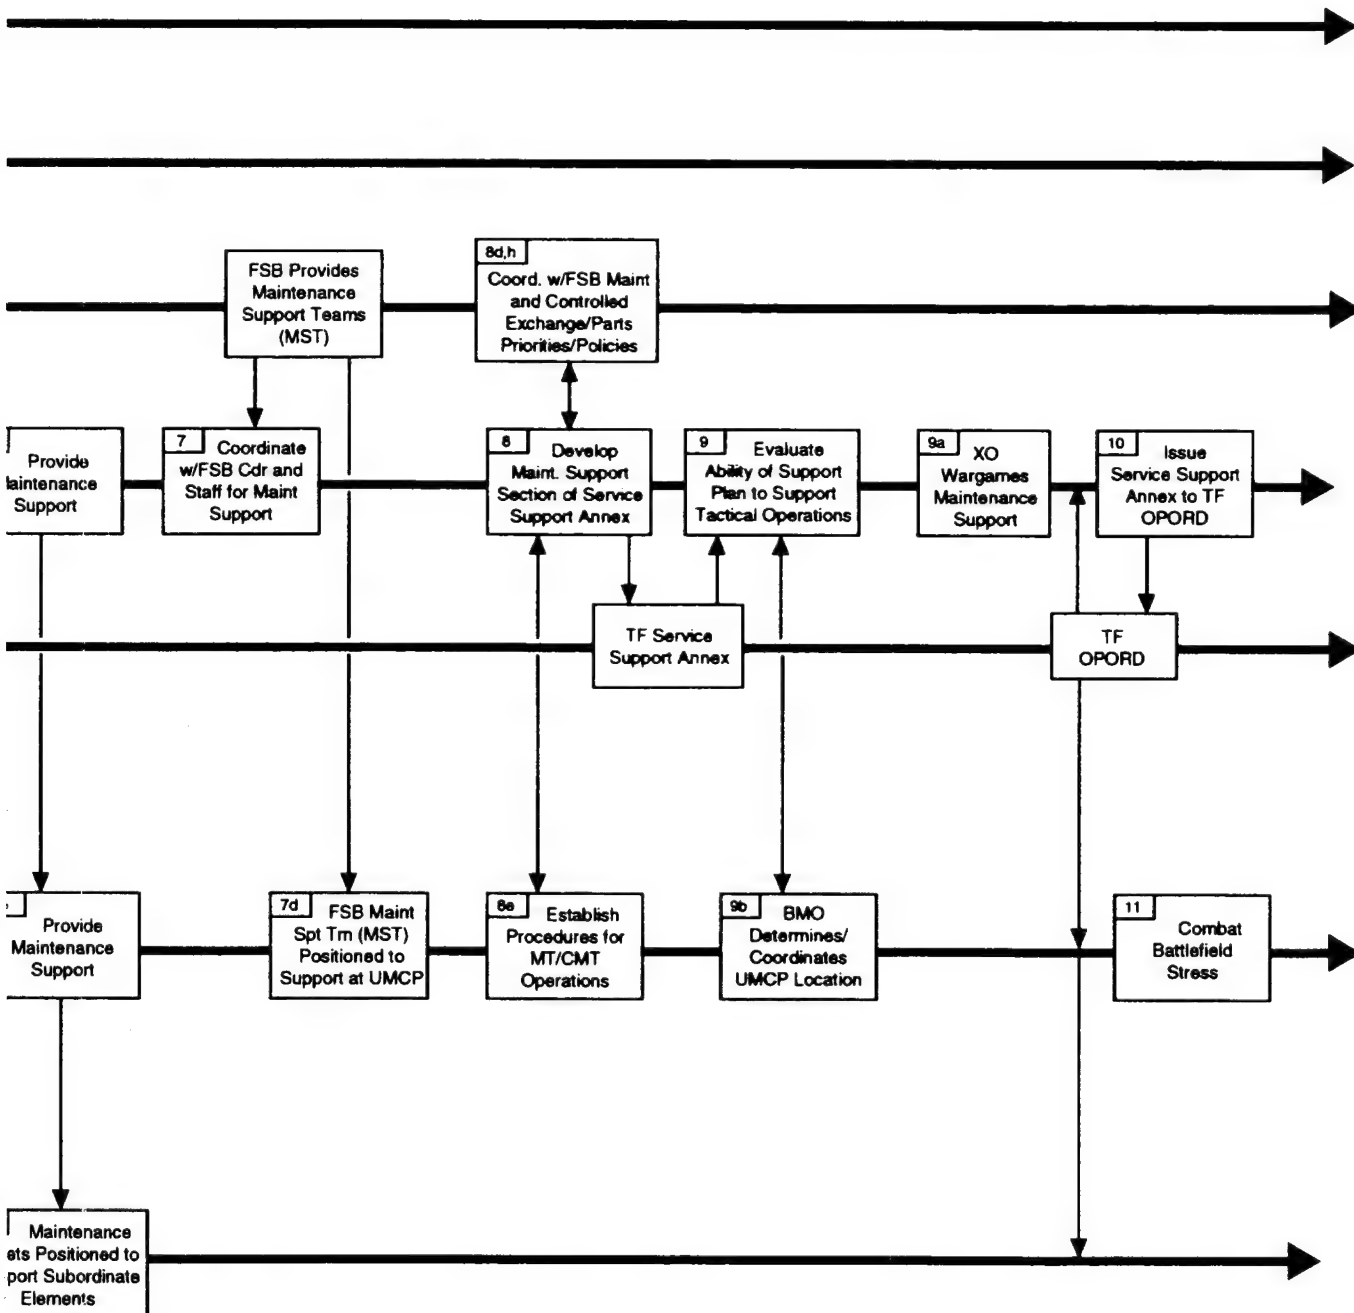 FSB Provides
Maintenance
Support Teams
(MST)
8d,h
Coord. w/FSB Maint
and Controlled
Exchange/Parts
Priorities/Policies
Provide
Maintenance
Support
7 Coordinate
w/FSB Cdr and
Staff for Maint
Support
8 Develop
Maint. Support
Section of Service
Support Annex
9 Evaluate
Ability of Support
Plan to Support
Tactical Operations
9a XO
Wargames
Maintenance
Support
10 Issue
Service Support
Annex to TF
OPORD
TF Service
Support Annex
TF
OPORD
Provide
Maintenance
Support
7d FSB Maint
Spt Tm (MST)
Positioned to
Support at UMCP
8e Establish
Procedures for
MT/CMT
Operations
9b BMO
Determines/
Coordinates
UMCP Location
11 Combat
Battlefield
Stress
Maintenance
ets Positioned to
port Subordinate
Elements